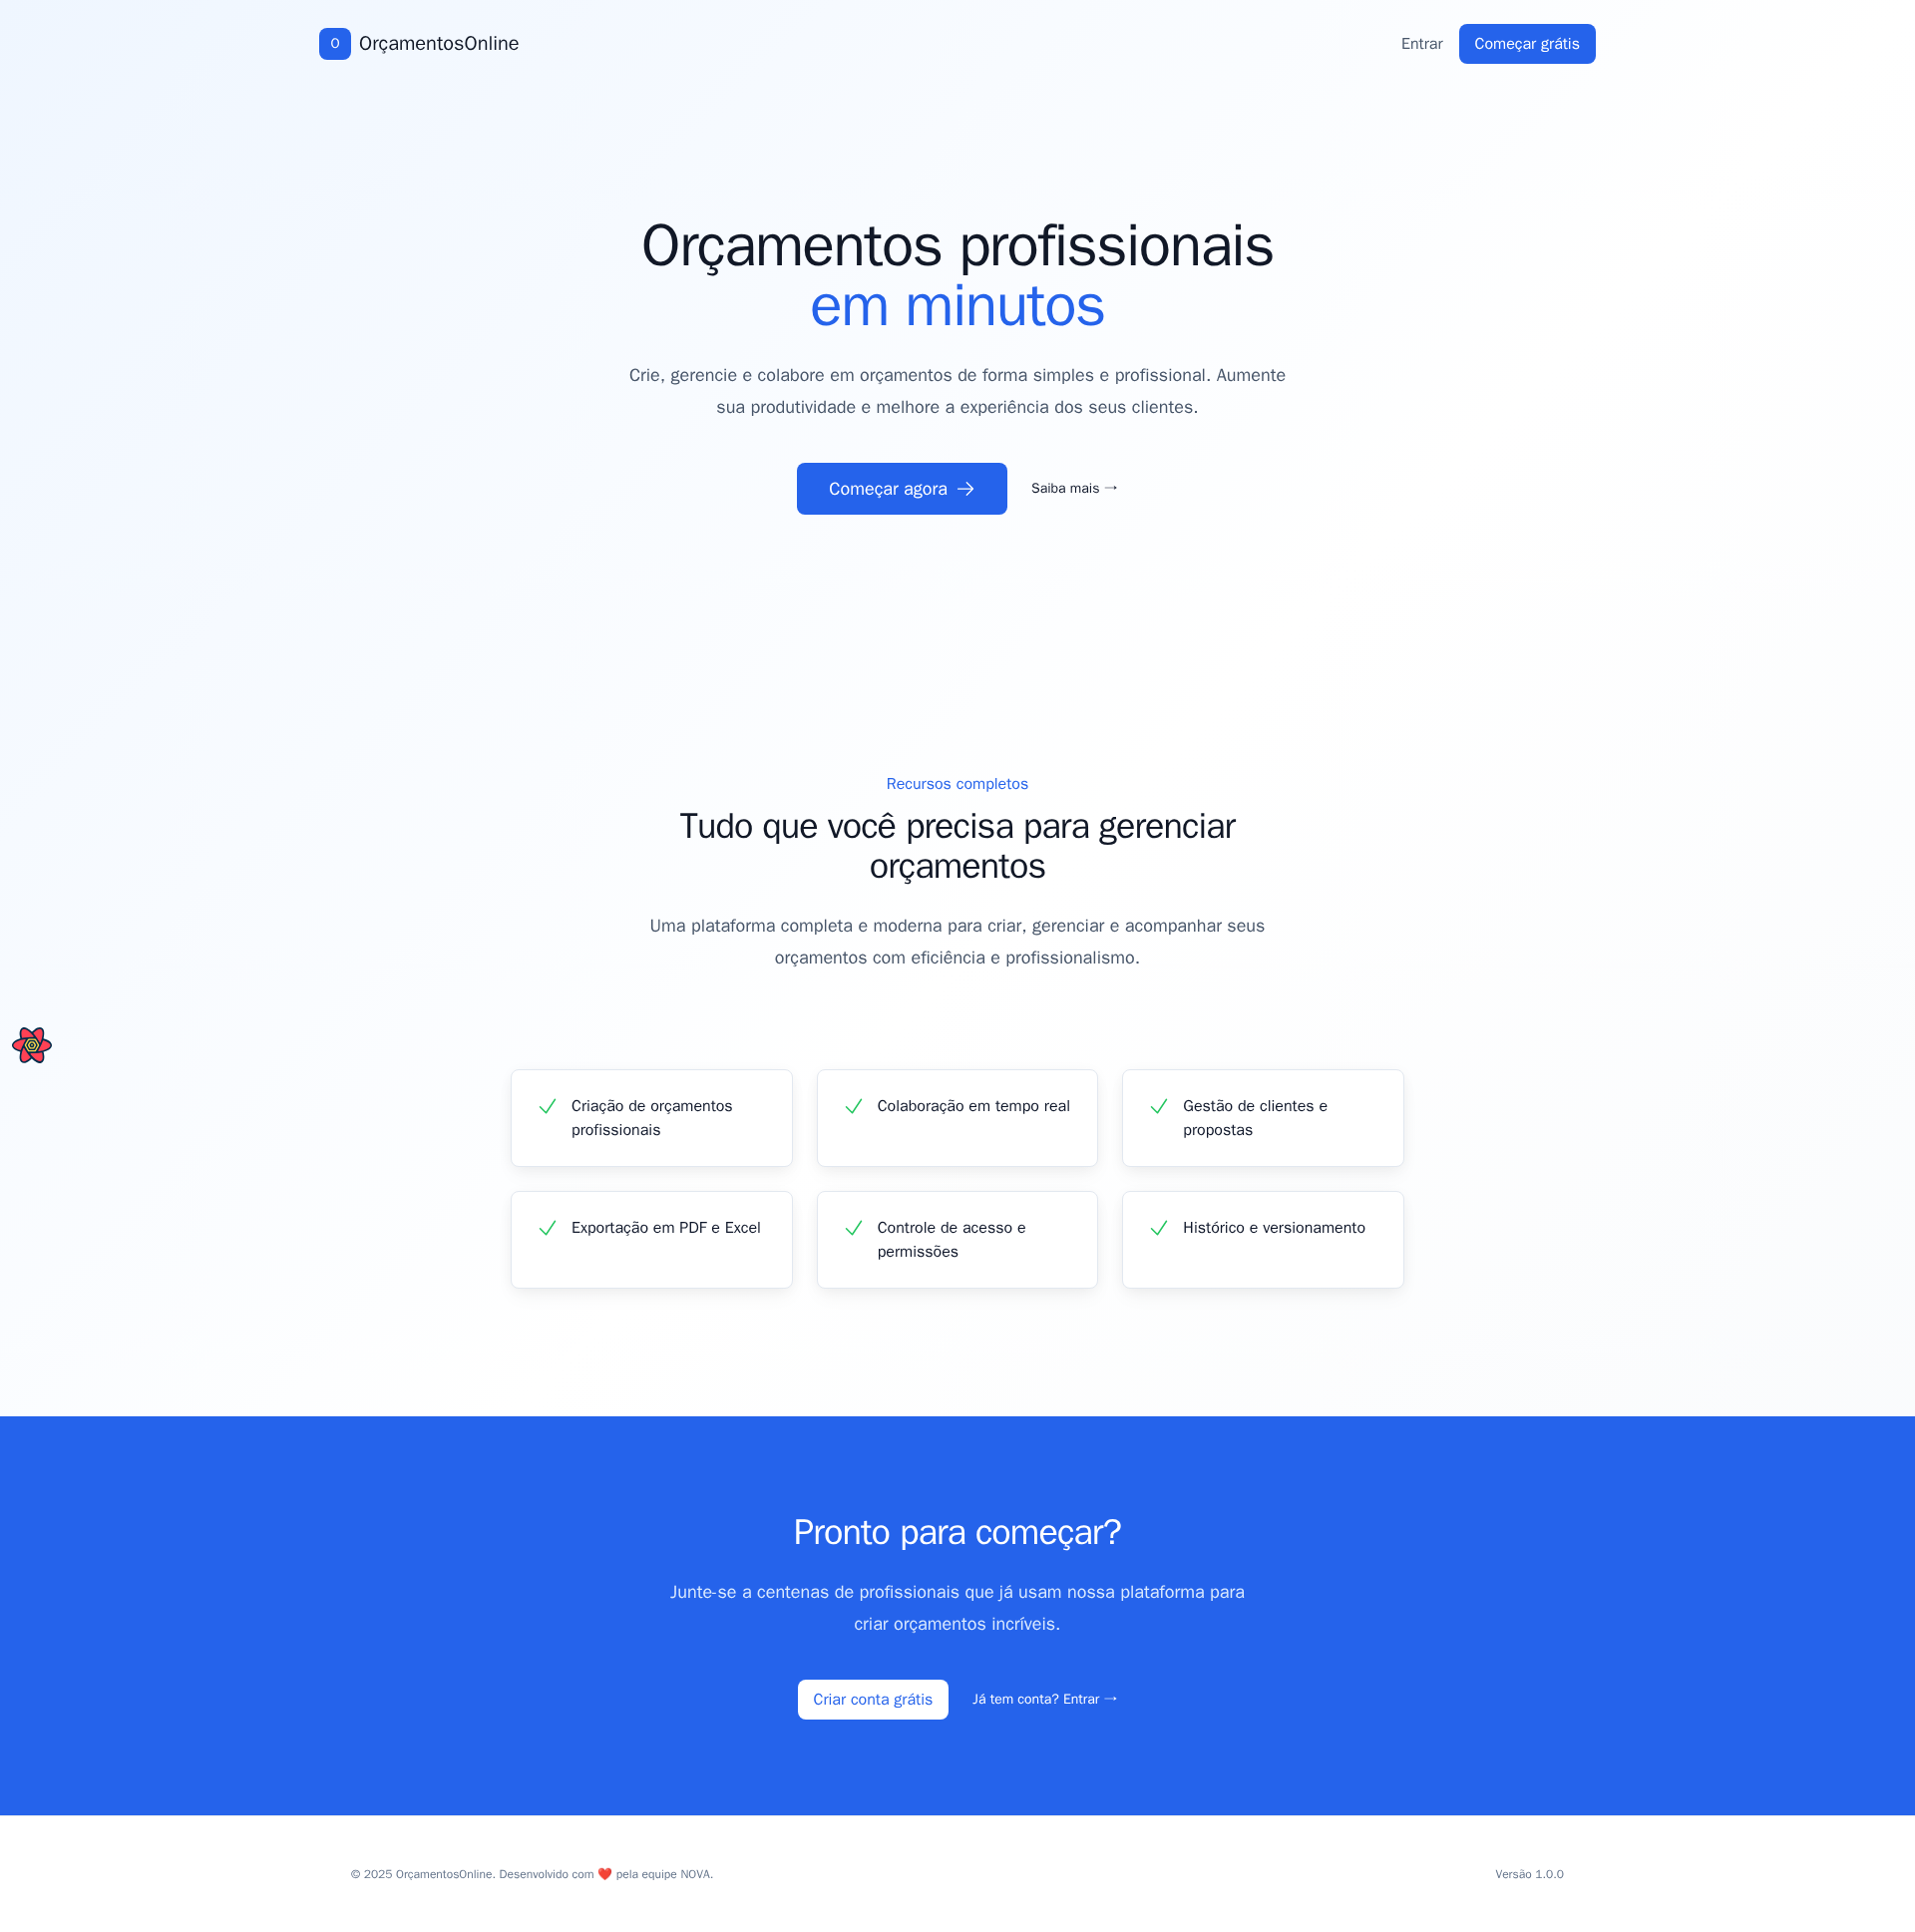 O OrçamentosOnline
Entrar
Começar grátis
Orçamentos profissionais
em minutos
Crie, gerencie e colabore em orçamentos de forma simples e profissional. Aumente
sua produtividade e melhore a experiência dos seus clientes.
Começar agora →
Saiba mais →
Recursos completos
Tudo que você precisa para gerenciar
orçamentos
Uma plataforma completa e moderna para criar, gerenciar e acompanhar seus
orçamentos com eficiência e profissionalismo.
Criação de orçamentos
profissionais
Colaboração em tempo real
Gestão de clientes e
propostas
Exportação em PDF e Excel
Controle de acesso e
permissões
Histórico e versionamento
Pronto para começar?
Junte-se a centenas de profissionais que já usam nossa plataforma para
criar orçamentos incríveis.
Criar conta grátis
Já tem conta? Entrar →
© 2025 OrçamentosOnline. Desenvolvido com ❤️ pela equipe NOVA.
Versão 1.0.0